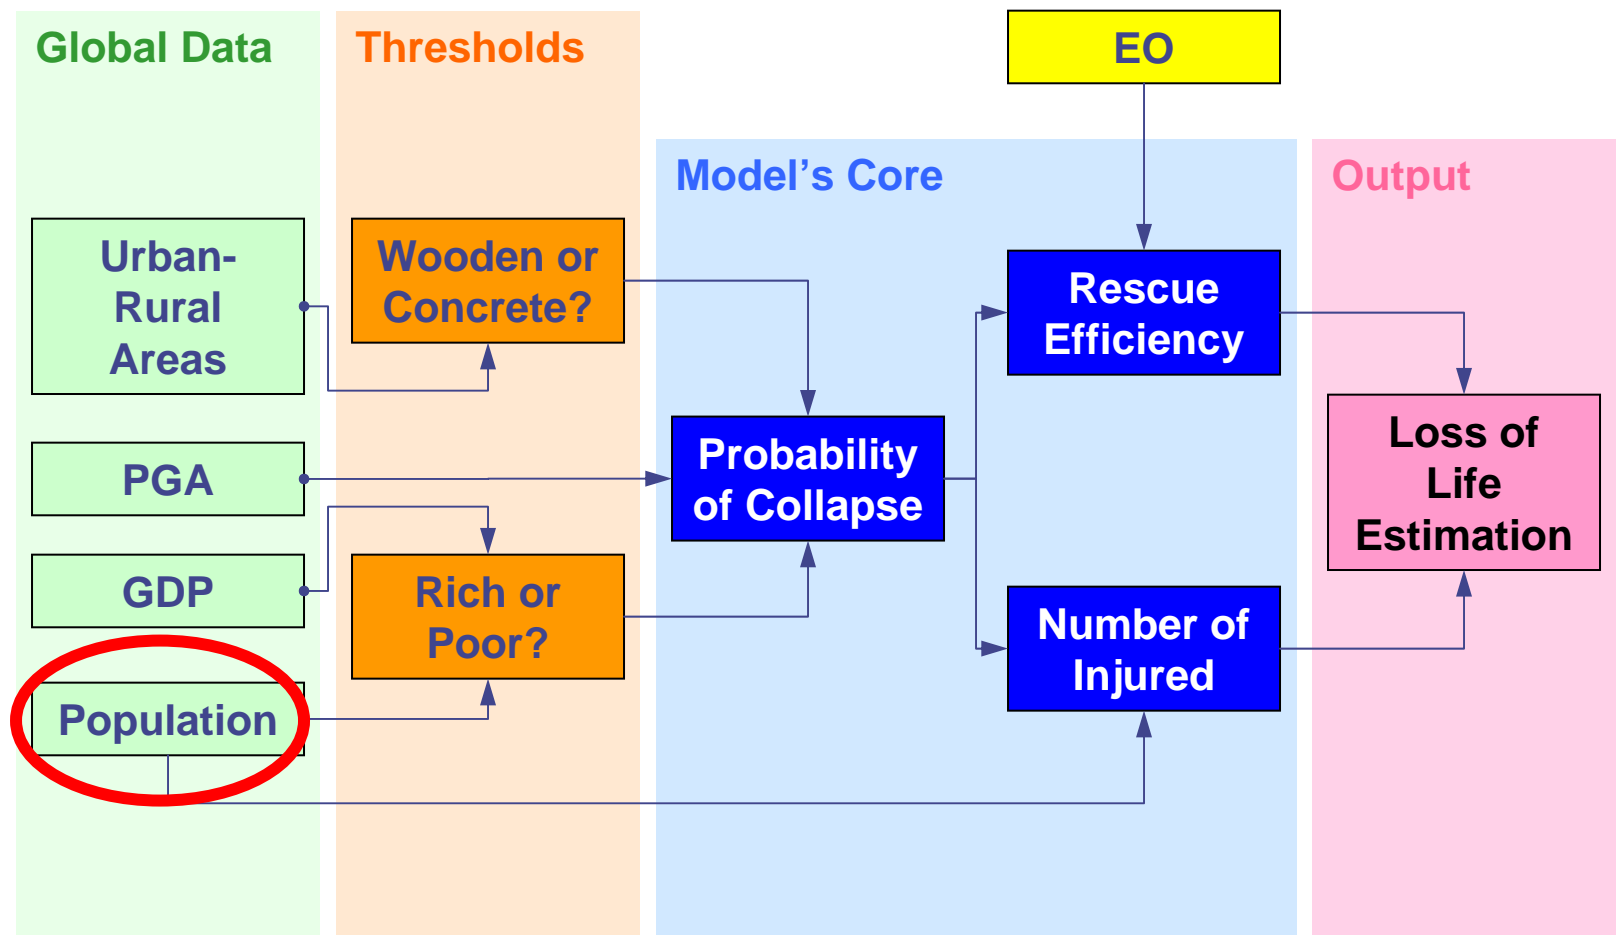 Global Data
Thresholds
EO
Model's Core
Output
Urban-
Rural
Areas
Wooden or
Concrete?
Rescue
Efficiency
PGA
Probability
of Collapse
Loss of
Life
Estimation
GDP
Rich or
Poor?
Number of
Injured
Population